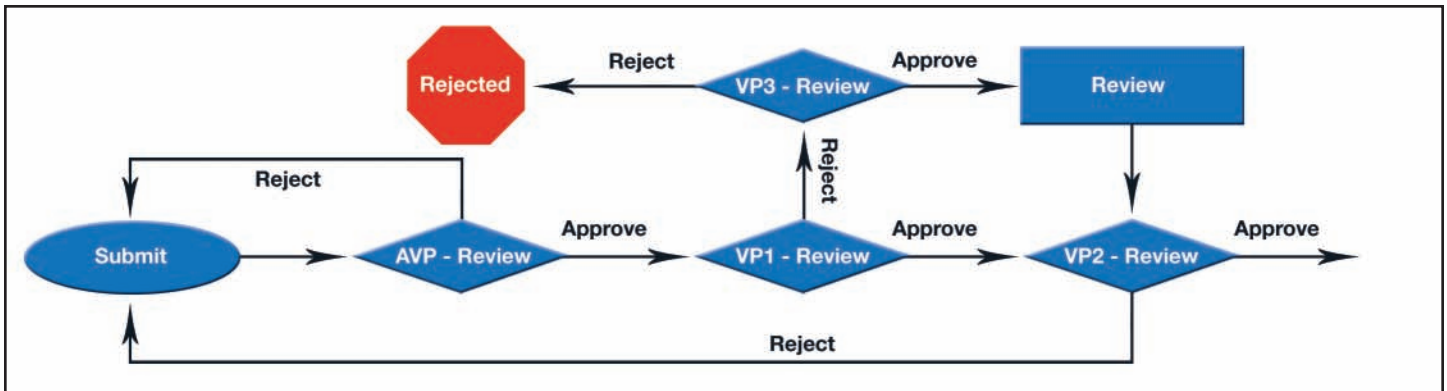 Rejected
Reject
VP3 - Review
Approve
Review
Reject
Reject
Submit
AVP - Review
Approve
VP1 - Review
Approve
VP2 - Review
Approve
Reject